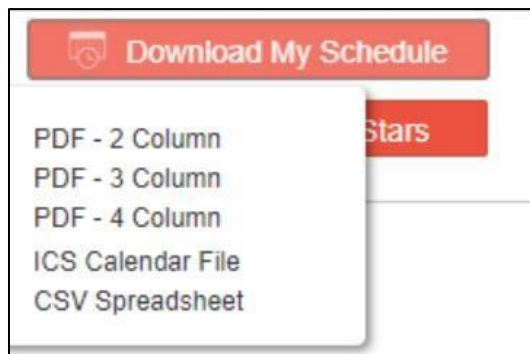 Download My Schedule
Stars
PDF - 2 Column
PDF - 3 Column
PDF - 4 Column
ICS Calendar File
CSV Spreadsheet